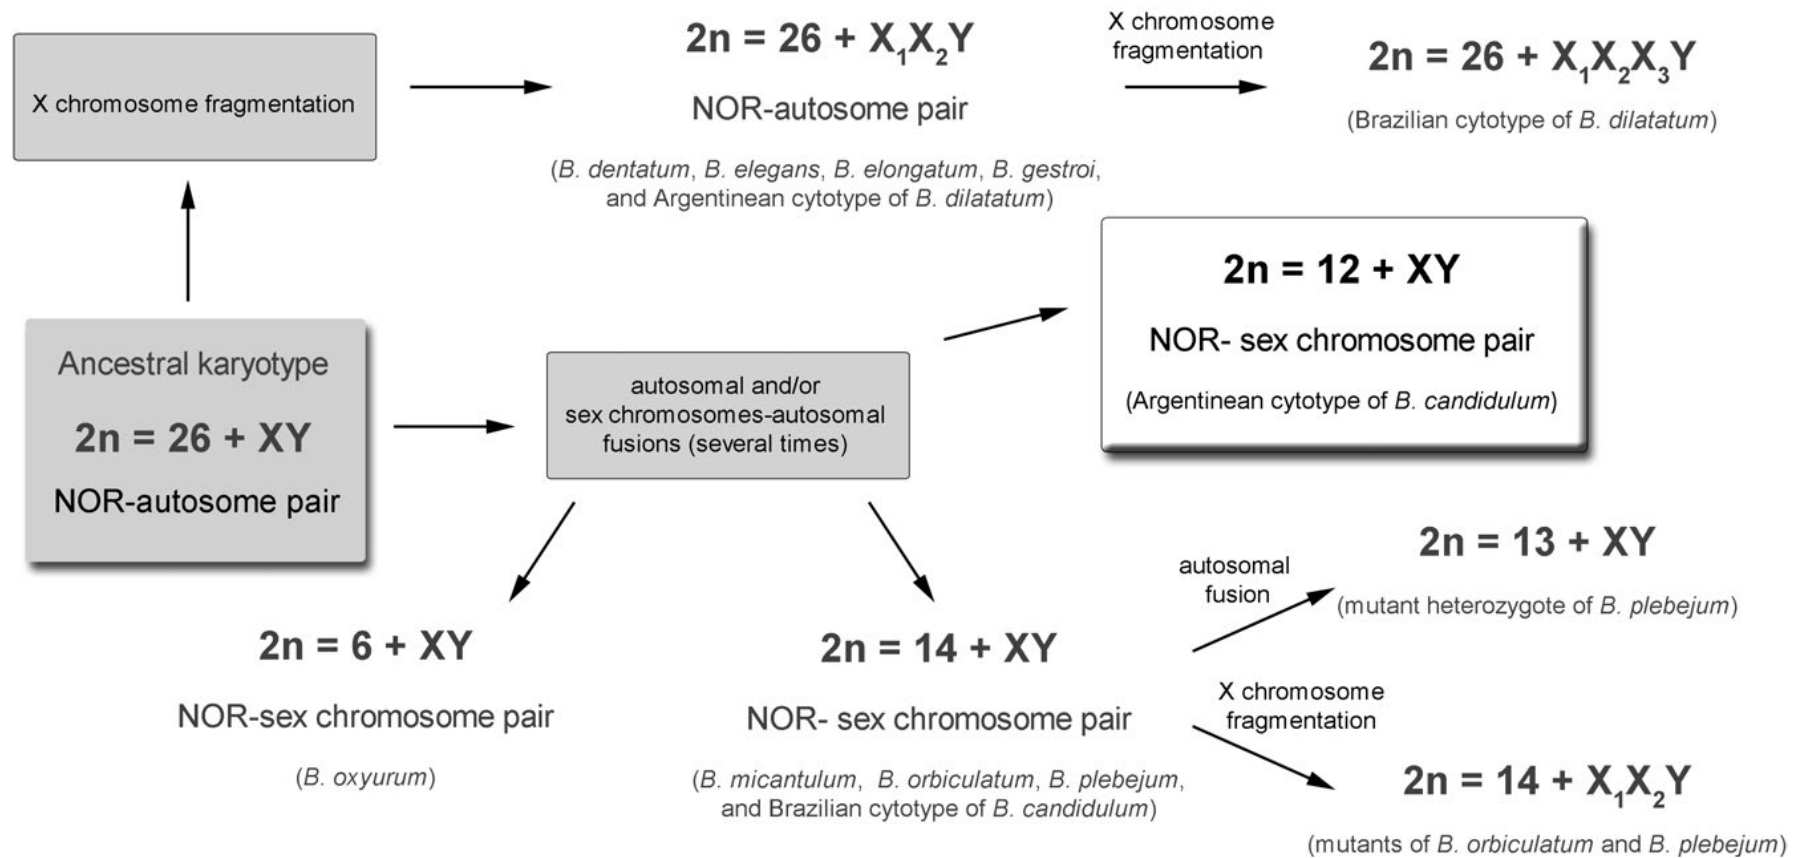 X chromosome fragmentation
2n = 26 + X1X2Y
NOR-autosome pair
(B. dentatum, B. elegans, B. elongatum, B. gestroi,
and Argentinean cytotype of B. dilatatum)
X chromosome
fragmentation
2n = 26 + X1X2X3Y
(Brazilian cytotype of B. dilatatum)
Ancestral karyotype
2n = 26 + XY
NOR-autosome pair
autosomal and/or
sex chromosomes-autosomal
fusions (several times)
2n = 12 + XY
NOR- sex chromosome pair
(Argentinean cytotype of B. candidulum)
2n = 6 + XY
NOR-sex chromosome pair
(B. oxyurum)
2n = 14 + XY
NOR- sex chromosome pair
(B. micantulum, B. orbiculatum, B. plebejum,
and Brazilian cytotype of B. candidulum)
autosomal
fusion
2n = 13 + XY
(mutant heterozygote of B. plebejum)
X chromosome
fragmentation
2n = 14 + X1X2Y
(mutants of B. orbiculatum and B. plebejum)